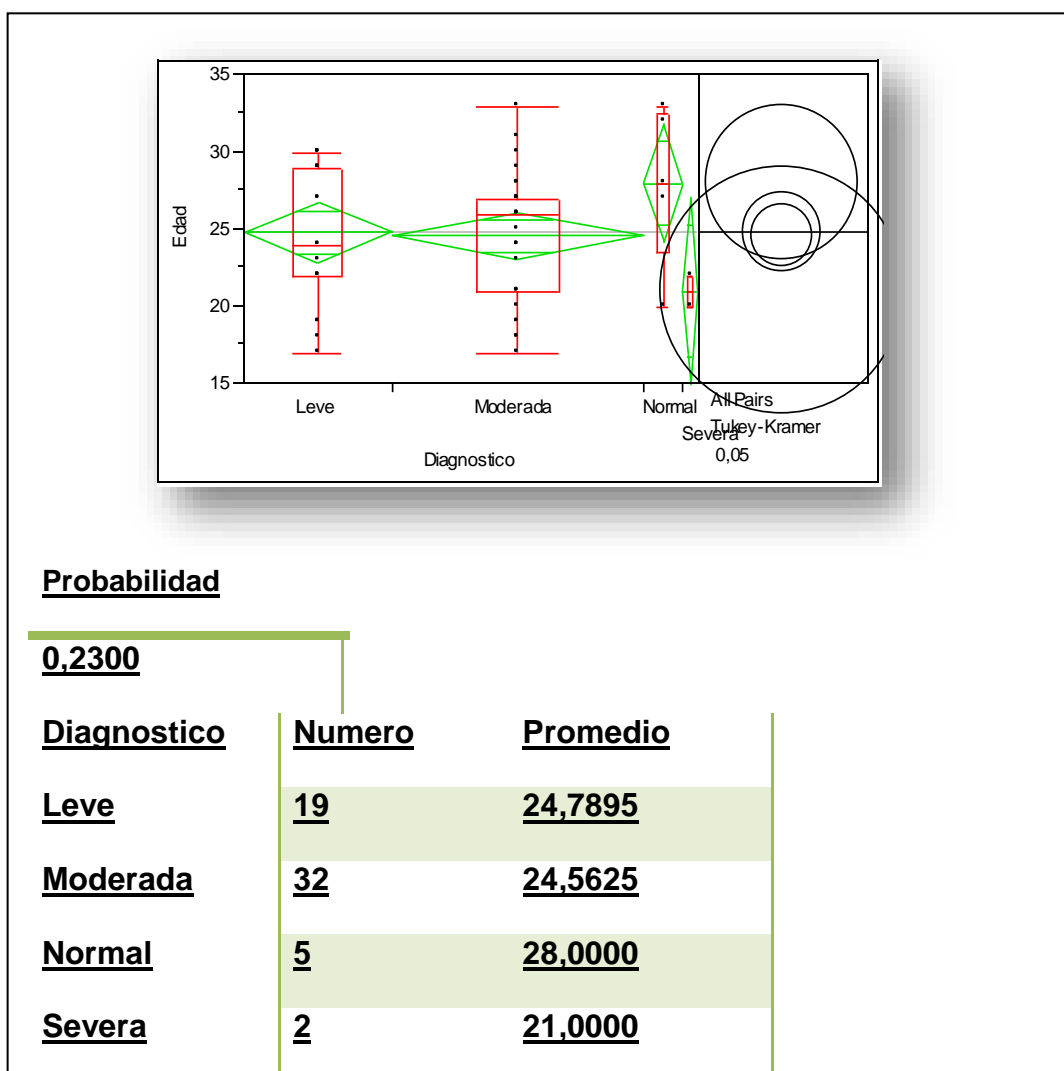 35
30
25
20
15
Edad
Leve Moderada Normal Severa
Diagnostico
All Pairs
Tukey-Kramer
0,05
Probabilidad
0,2300
Diagnostico Numero Promedio
Leve 19 24,7895
Moderada 32 24,5625
Normal 5 28,0000
Severa 2 21,0000